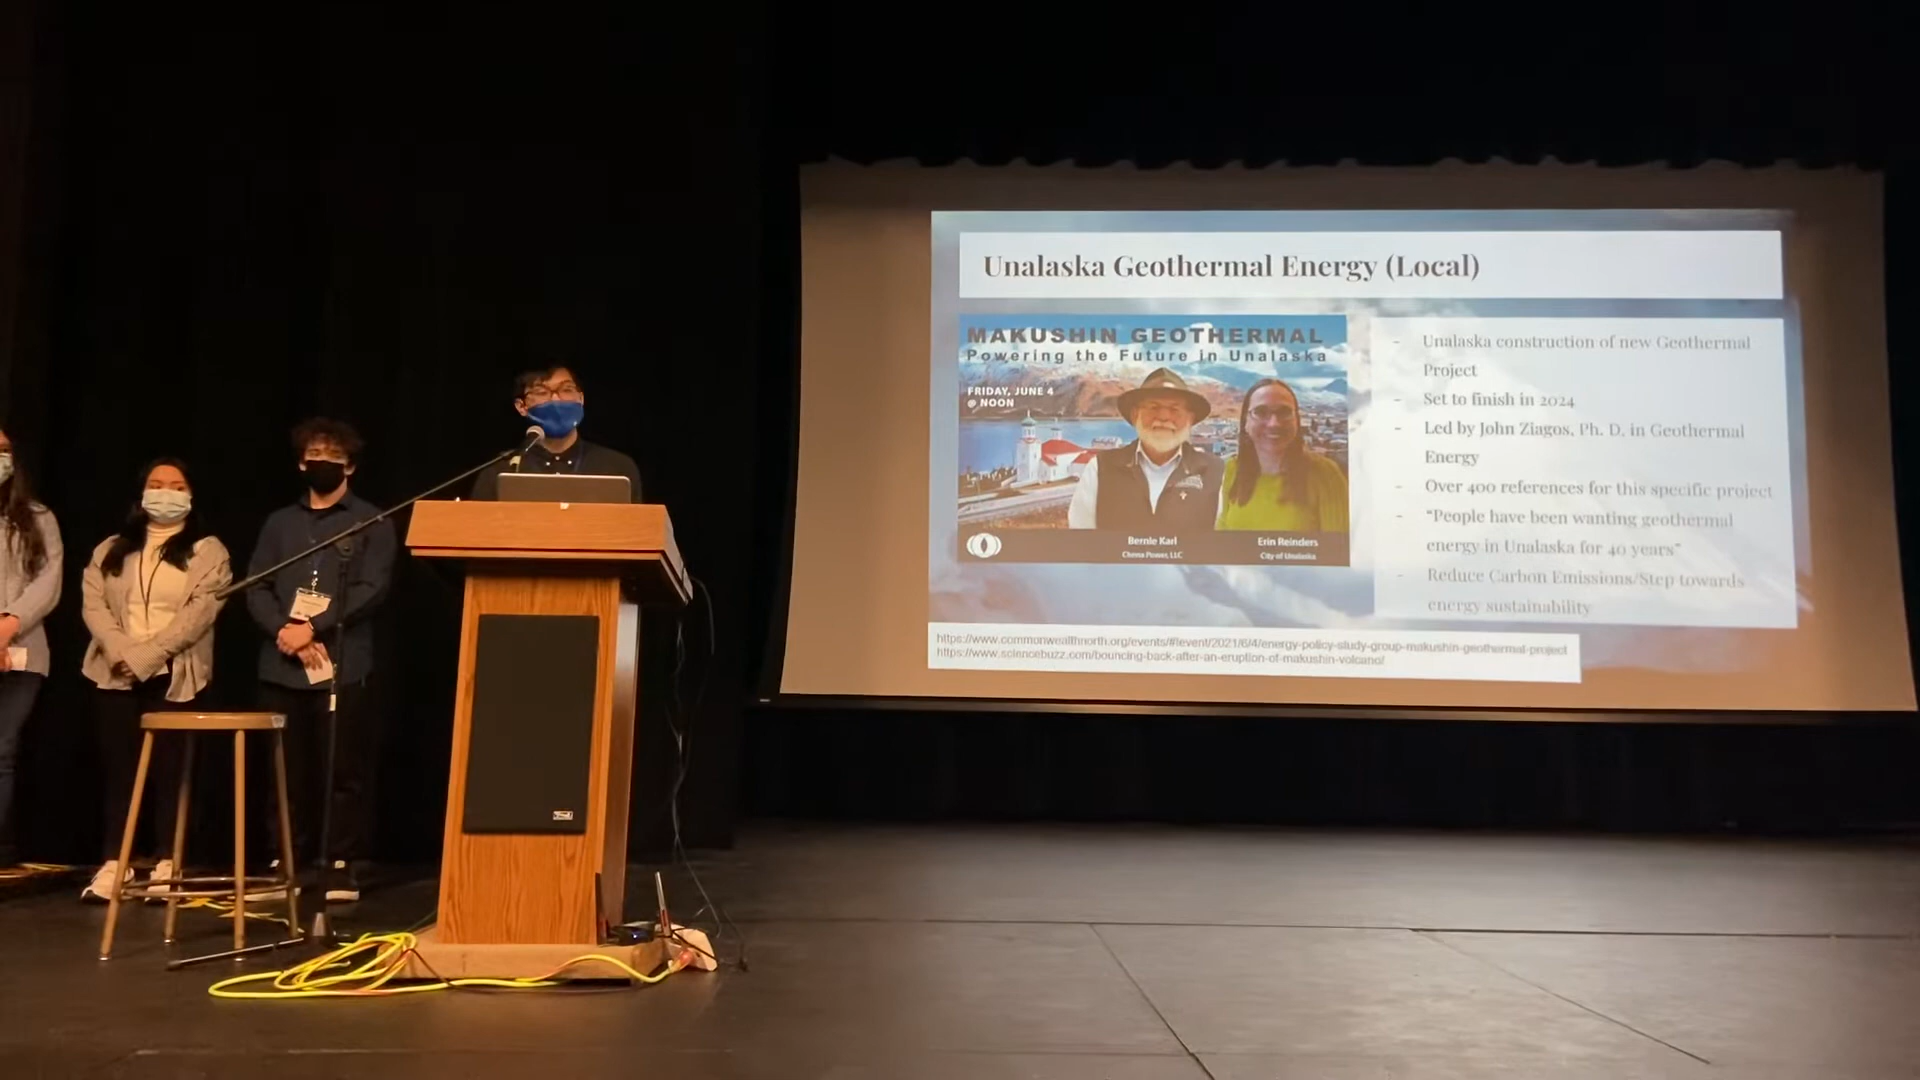 Unalaska Geothermal Energy (Local)
MAKUSHIN GEOTHERMAL
Powering the Future in Unalaska
FRIDAY, JUNE 4
@ NOON
Bernie Karl
Chena Power, LLC
Erin Reinders
City of Unalaska
- Unalaska construction of new Geothermal
Project
- Set to finish in 2024
- Led by John Ziagos, Ph. D. in Geothermal
Energy
- Over 400 references for this specific project
- “People have been wanting geothermal
energy in Unalaska for 40 years”
- Reduce Carbon Emissions/Step towards
energy sustainability
https://www.commonwealthnorth.org/events/#!event/2021/6/4/energy-policy-study-group-makushin-geothermal-project
https://www.sciencebuzz.com/bouncing-back-after-an-eruption-of-makushin-volcano/